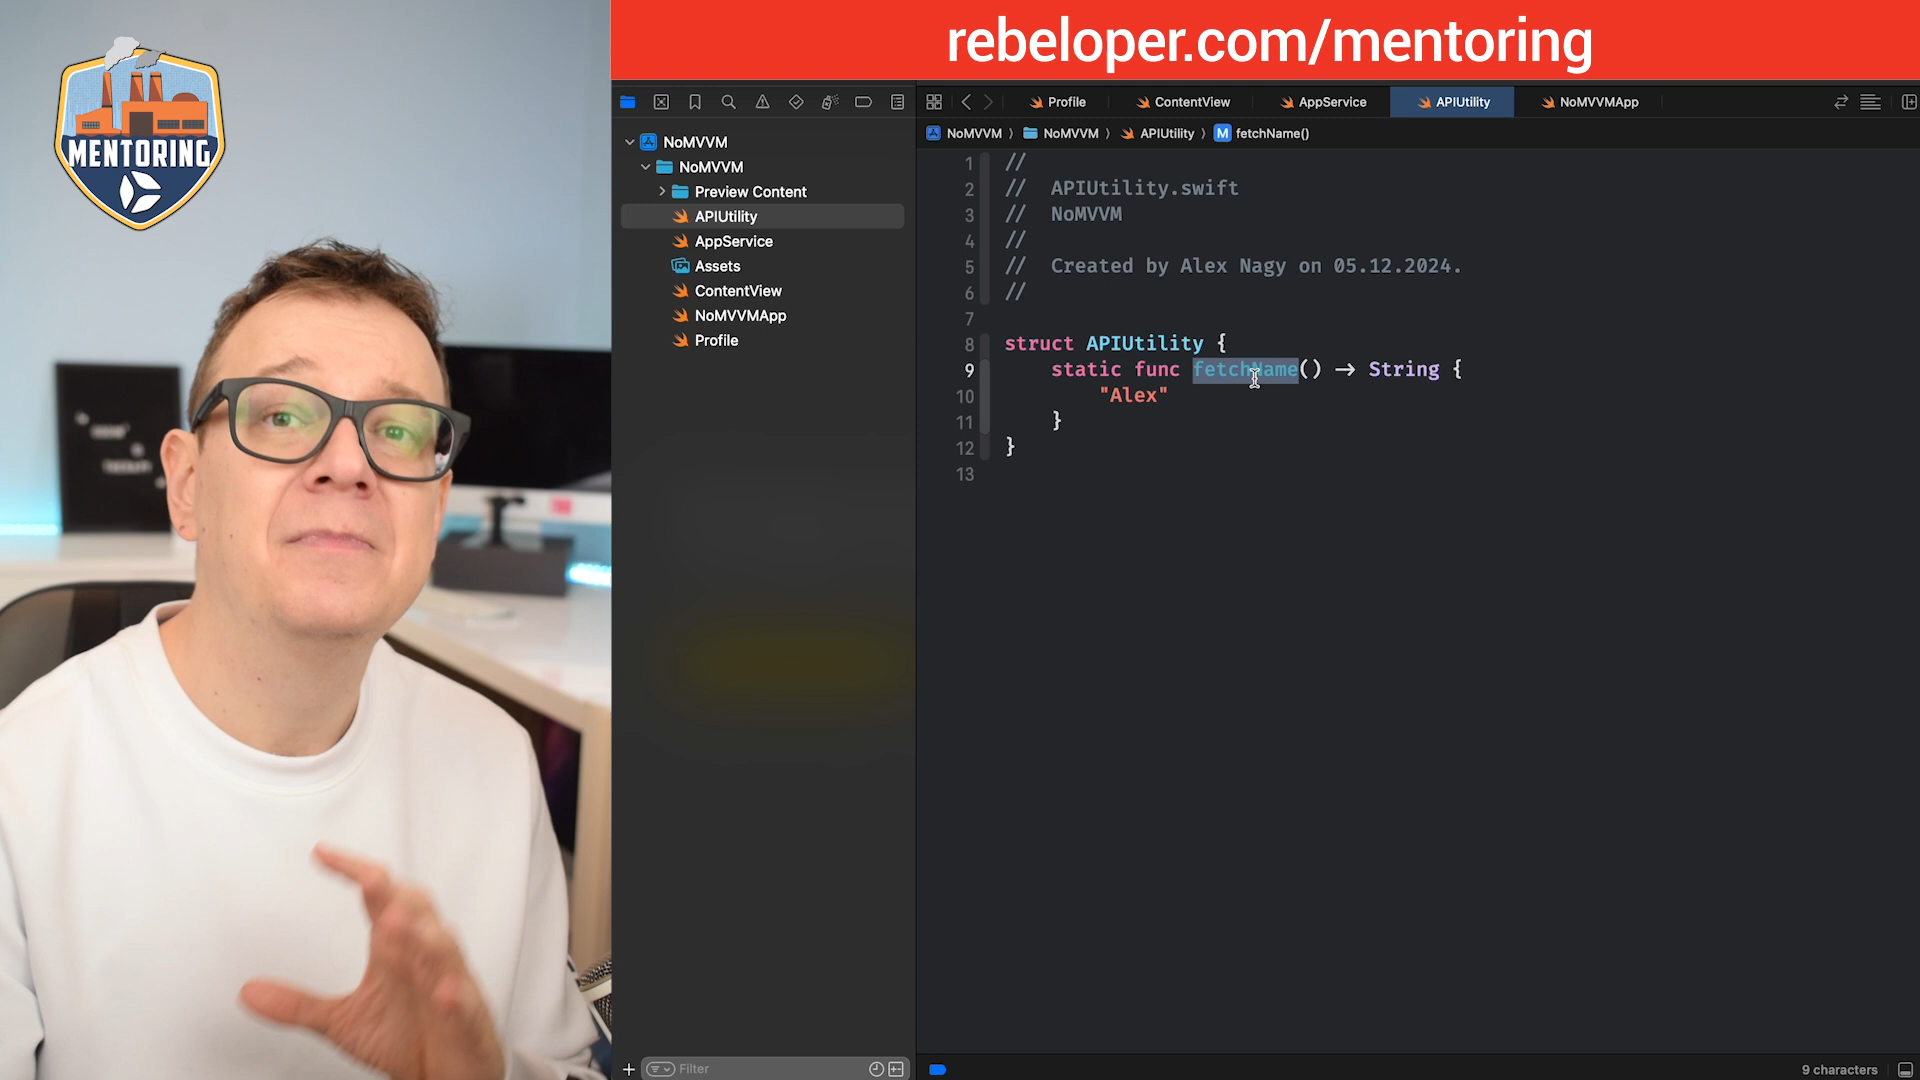 rebeloper.com/mentoring
MENTORING
Profile
ContentView
AppService
APIUtility
NoMVVMApp
NoMVVM
NoMVVM
APIUtility
M
fetchName()
NoMVVM
NoMVVM
Preview Content
APIUtility
AppService
Assets
ContentView
NoMVVMApp
Profile
1 //
2 // APIUtility.swift
3 // NoMVVM
4 //
5 // Created by Alex Nagy on 05.12.2024.
6 //
7
8 struct APIUtility {
9 static func fetchName() -> String {
10 "Alex"
11 }
12 }
13
Filter
9 characters